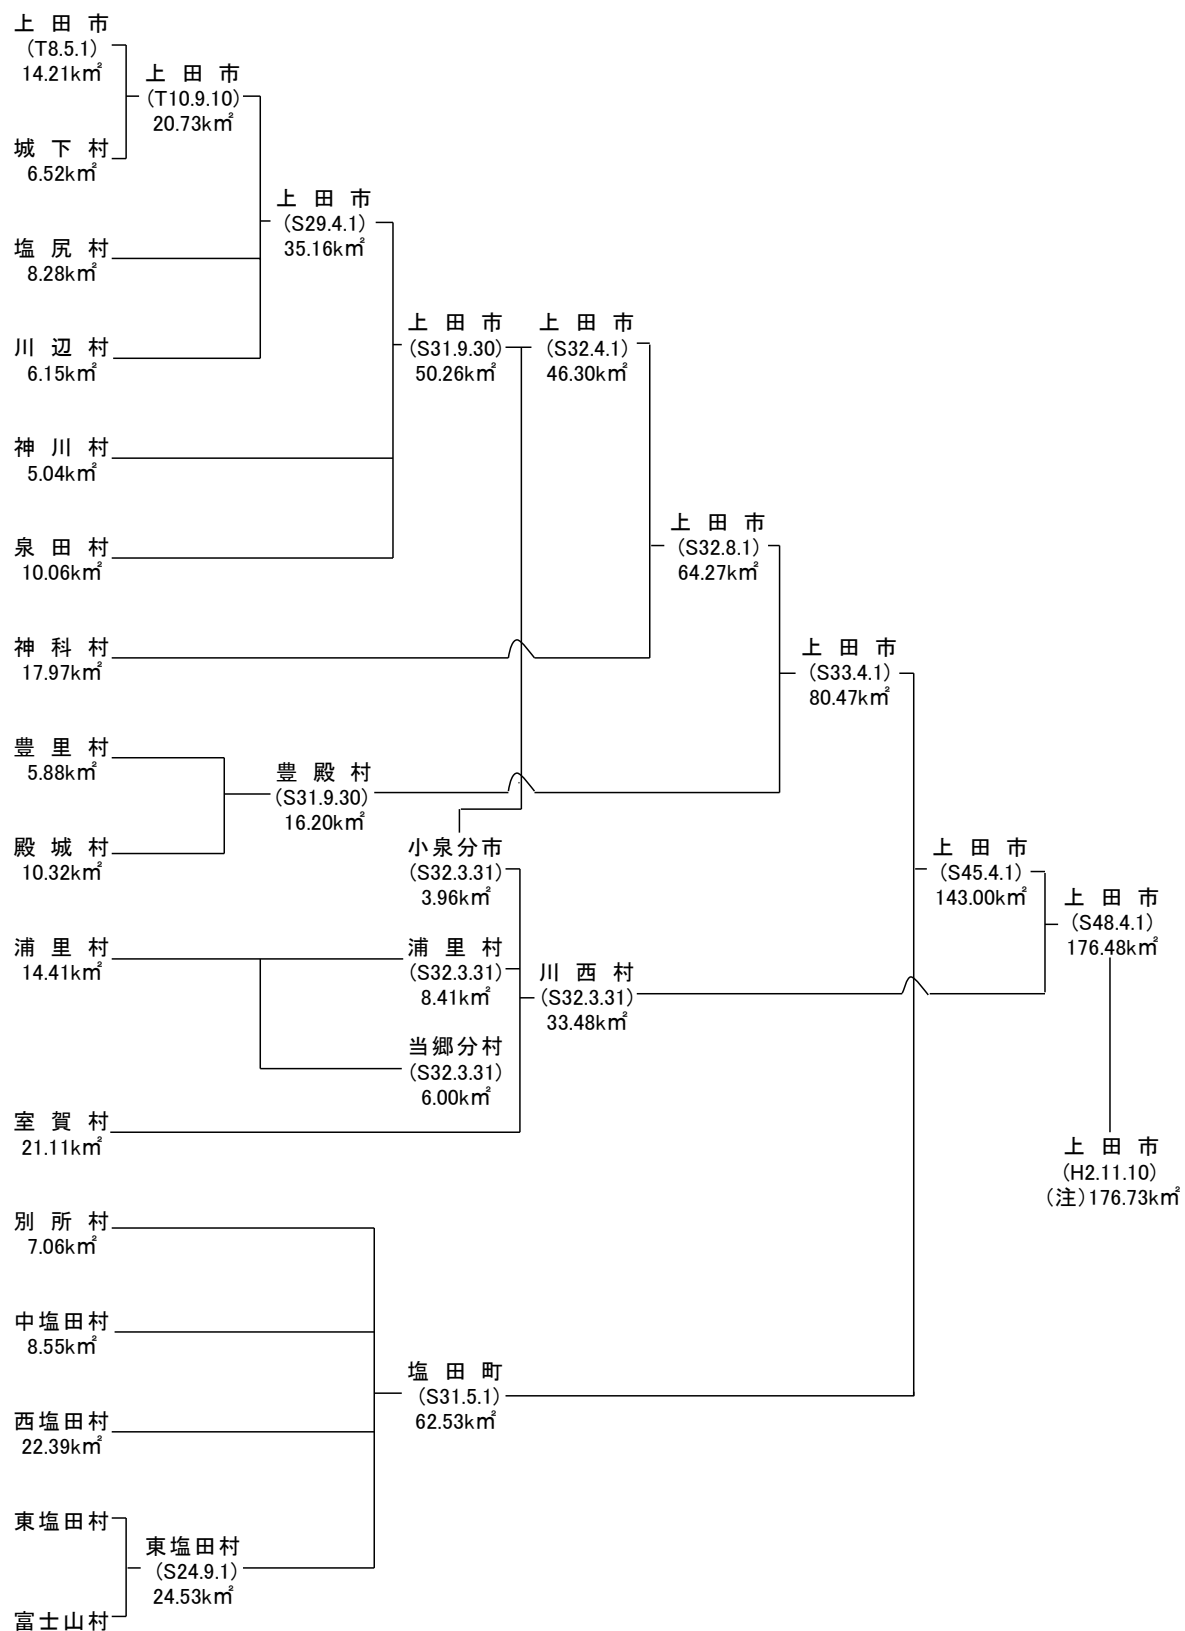 上田市
(T8.5.1)
14.21k㎡
城下村
6.52k㎡
塩尻村
8.28k㎡
川辺村
6.15k㎡
神川村
5.04k㎡
泉田村
10.06k㎡
神科村
17.97k㎡
豊里村
5.88k㎡
殿城村
10.32k㎡
浦里村
14.41k㎡
室賀村
21.11k㎡
別所村
7.06k㎡
中塩田村
8.55k㎡
西塩田村
22.39k㎡
東塩田村
富士山村
上田市
(T10.9.10)
20.73k㎡
東塩田村
(S24.9.1)
24.53k㎡
上田市
(S29.4.1)
35.16k㎡
豊殿村
(S31.9.30)
16.20k㎡
上田市
(S31.9.30)
50.26k㎡
小泉分市
(S32.3.31)
3.96k㎡
浦里村
(S32.3.31)
8.41k㎡
当郷分村
(S32.3.31)
6.00k㎡
塩田町
(S31.5.1)
62.53k㎡
上田市
(S32.4.1)
46.30k㎡
川西村
(S32.3.31)
33.48k㎡
上田市
(S32.8.1)
64.27k㎡
上田市
(S33.4.1)
80.47k㎡
上田市
(S45.4.1)
143.00k㎡
上田市
(S48.4.1)
176.48k㎡
上田市
(H2.11.10)
(注)176.73k㎡